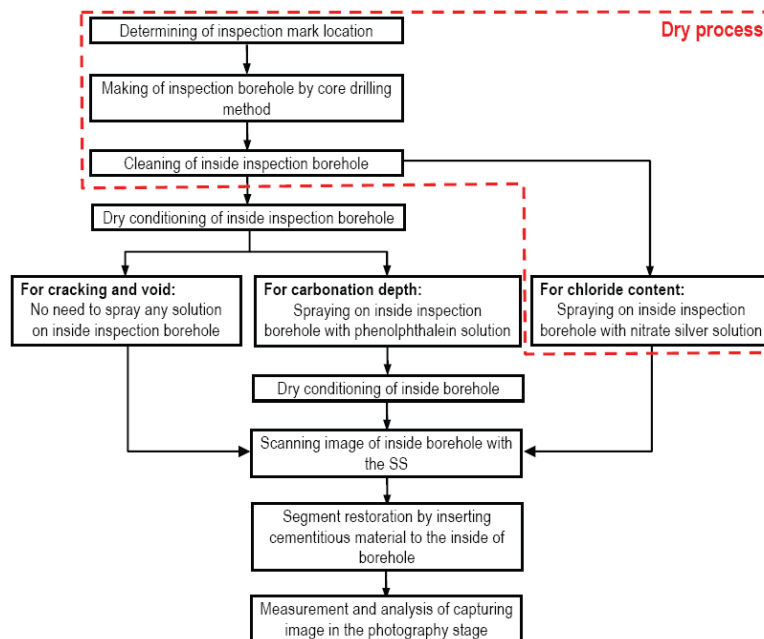 Determining of inspection mark location
Dry process
Making of inspection borehole by core drilling
method
Cleaning of inside inspection borehole
Dry conditioning of inside inspection borehole
For cracking and void:
No need to spray any solution
on inside inspection borehole
For carbonation depth:
Spraying on inside inspection
borehole with phenolphthalein solution
For chloride content:
Spraying on inside inspection
borehole with nitrate silver solution
Dry conditioning of inside borehole
Scanning image of inside borehole with
the SS
Segment restoration by inserting
cementitious material to the inside of
borehole
Measurement and analysis of capturing
image in the photography stage